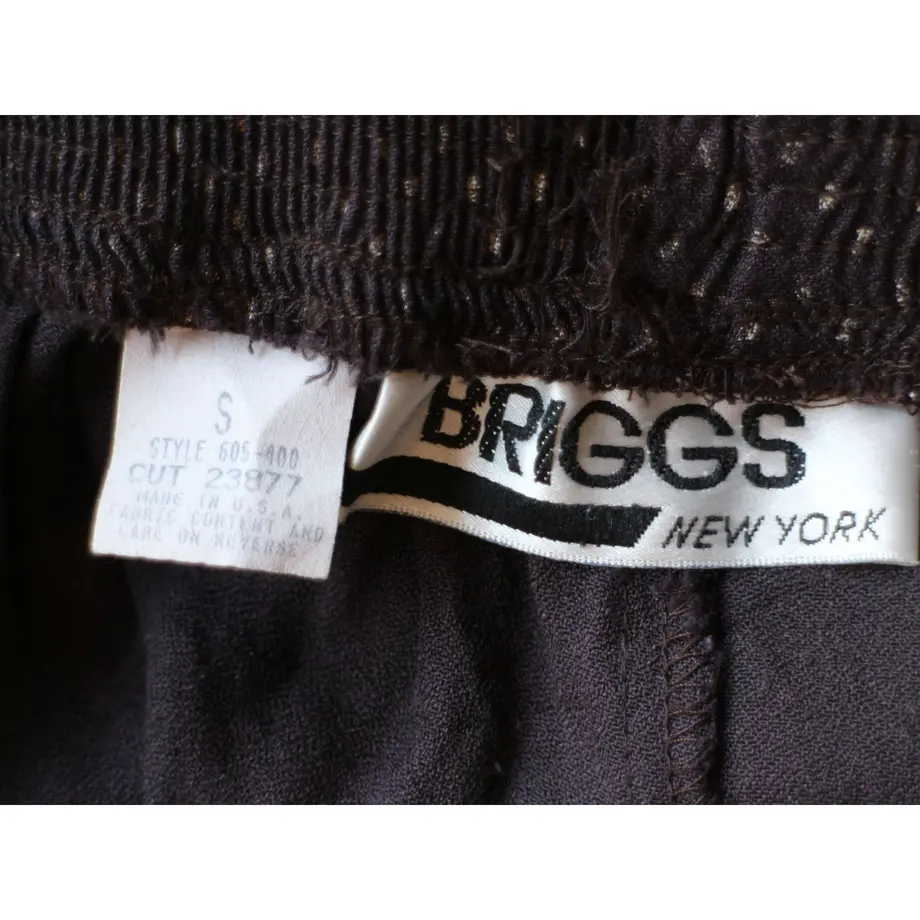 S
STYLE 605-400
CUT 23877
MADE IN U.S.A.
FABRIC CONTENT AND
CARE ON REVERSE
BRIGGS
NEW YORK